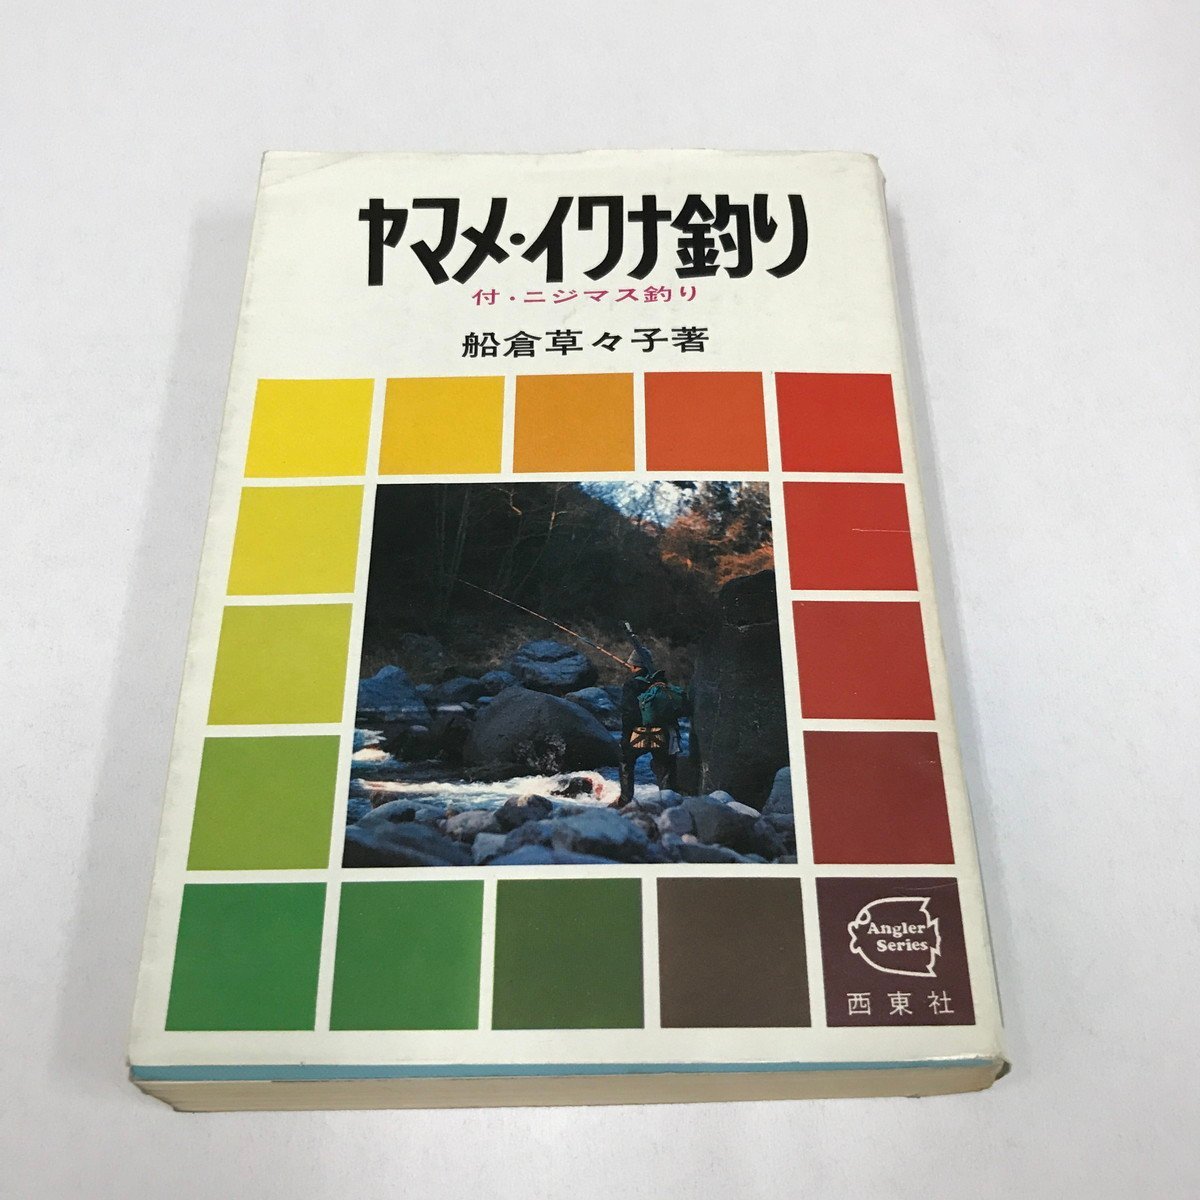 ヤマメ・イワナ釣り
付・ニジマス釣り
船倉草々子著
Angler
Series
西東社